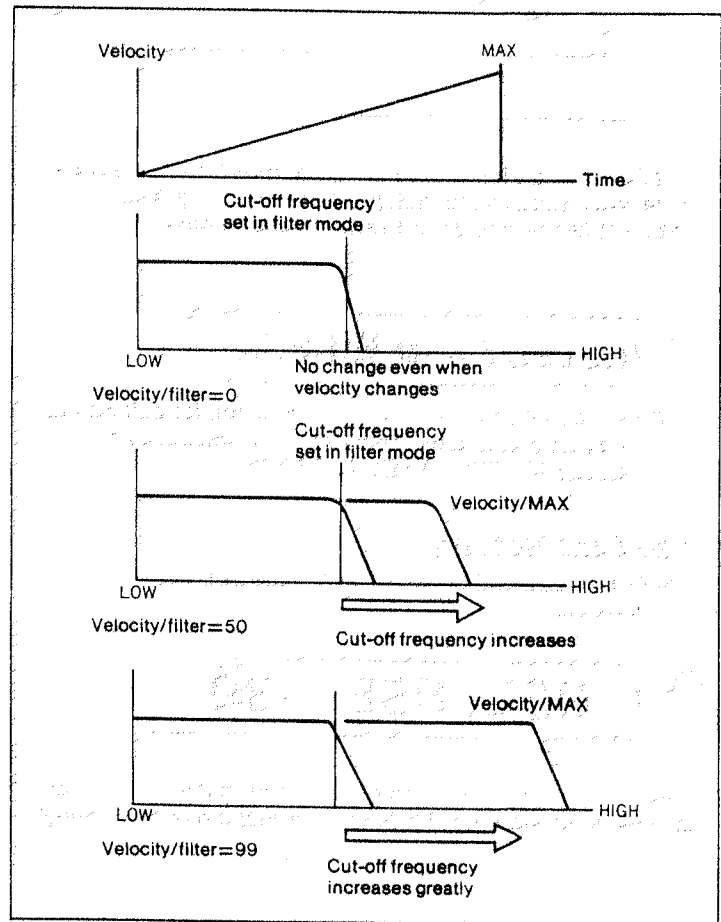 Velocity
MAX
Time
Cut-off frequency
set in filter mode
LOW
HIGH
No change even when
velocity changes
Velocity/filter=0
Cut-off frequency
set in filter mode
Velocity/MAX
LOW
HIGH
Velocity/filter=50
Cut-off frequency increases
Velocity/MAX
LOW
HIGH
Velocity/filter=99
Cut-off frequency
increases greatly